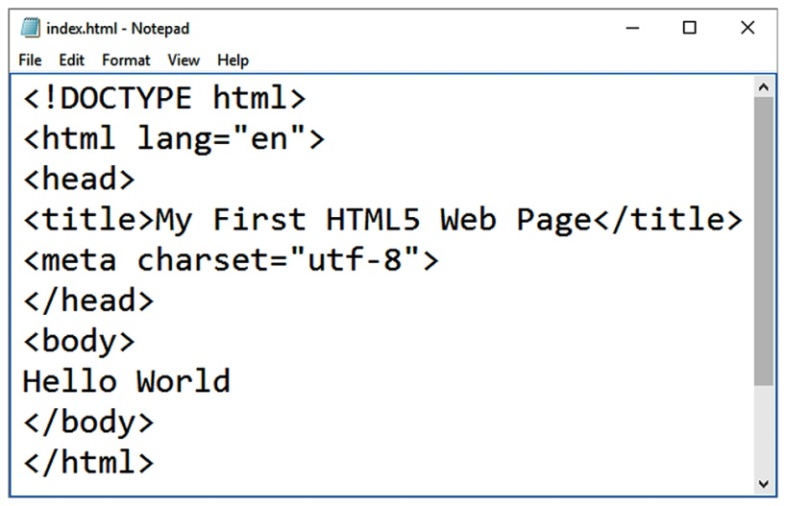 index.html - Notepad
File Edit Format View Help
<!DOCTYPE html>
<html lang="en">
<head>
<title>My First HTML5 Web Page</title>
<meta charset="utf-8">
</head>
<body>
Hello World
</body>
</html>